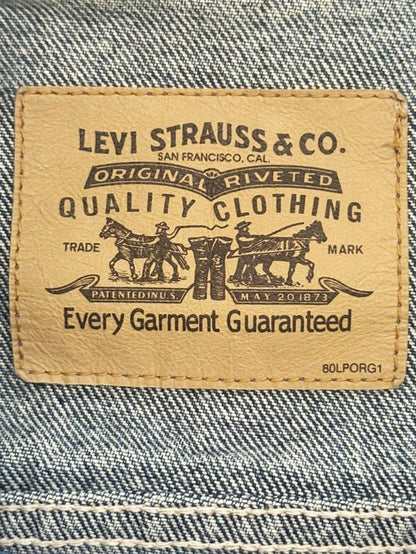 LEVI STRAUSS & CO.
SAN FRANCISCO, CAL.
ORIGINAL RIVETED
QUALITY CLOTHING
TRADE MARK
PATENTED IN U.S. MAY 20 1873
Every Garment Guaranteed
80LPORG1